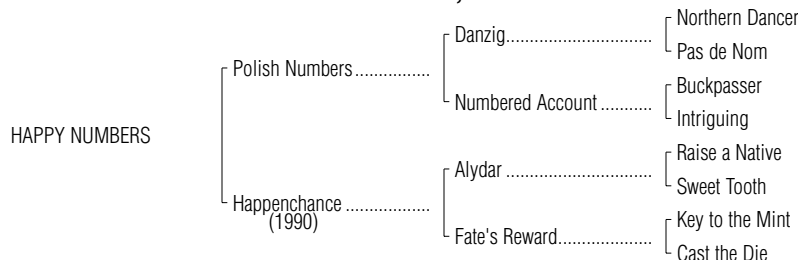 Northern Dancer
Danzig
Pas de Nom
Polish Numbers
Buckpasser
Numbered Account
Intriguing
HAPPY NUMBERS
Raise a Native
Alydar
Sweet Tooth
Happenchance
(1990)
Key to the Mint
Fate's Reward
Cast the Die